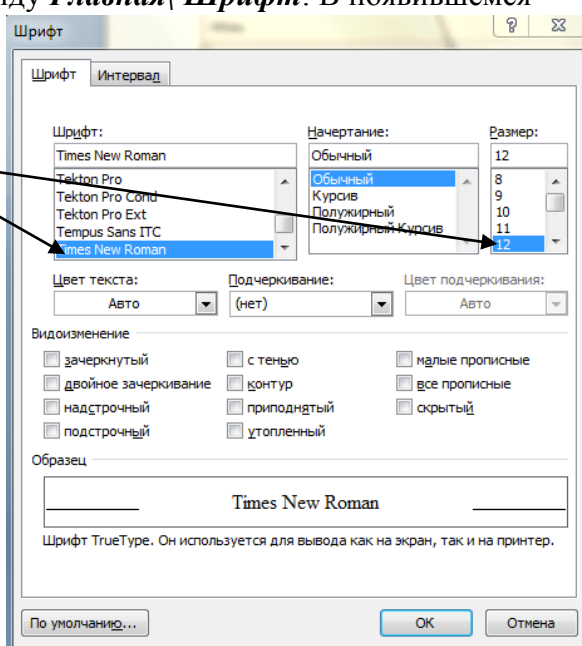 нду Главная\ Шрифт. В появившемся
Шрифт
Шрифт Интервал
Шрифт: Начертание: Размер:
Times New Roman Обычный 12
Tekton Pro Обычный 8
Tekton Pro Cond Курсив 9
Tekton Pro Ext Полужирный 10
Tempus Sans ITC Полужирный Курсив 11
Times New Roman 12
Цвет текста: Подчеркивание: Цвет подчеркивания:
Авто (нет) Авто
Видоизменение
зачеркнутый с тенью малые прописные
двойное зачеркивание контур все прописные
надстрочный приподнятый скрытый
подстрочный утопленный
Образец
Times New Roman
Шрифт TrueType. Он используется для вывода как на экран, так и на принтер.
По умолчанию... ОК Отмена